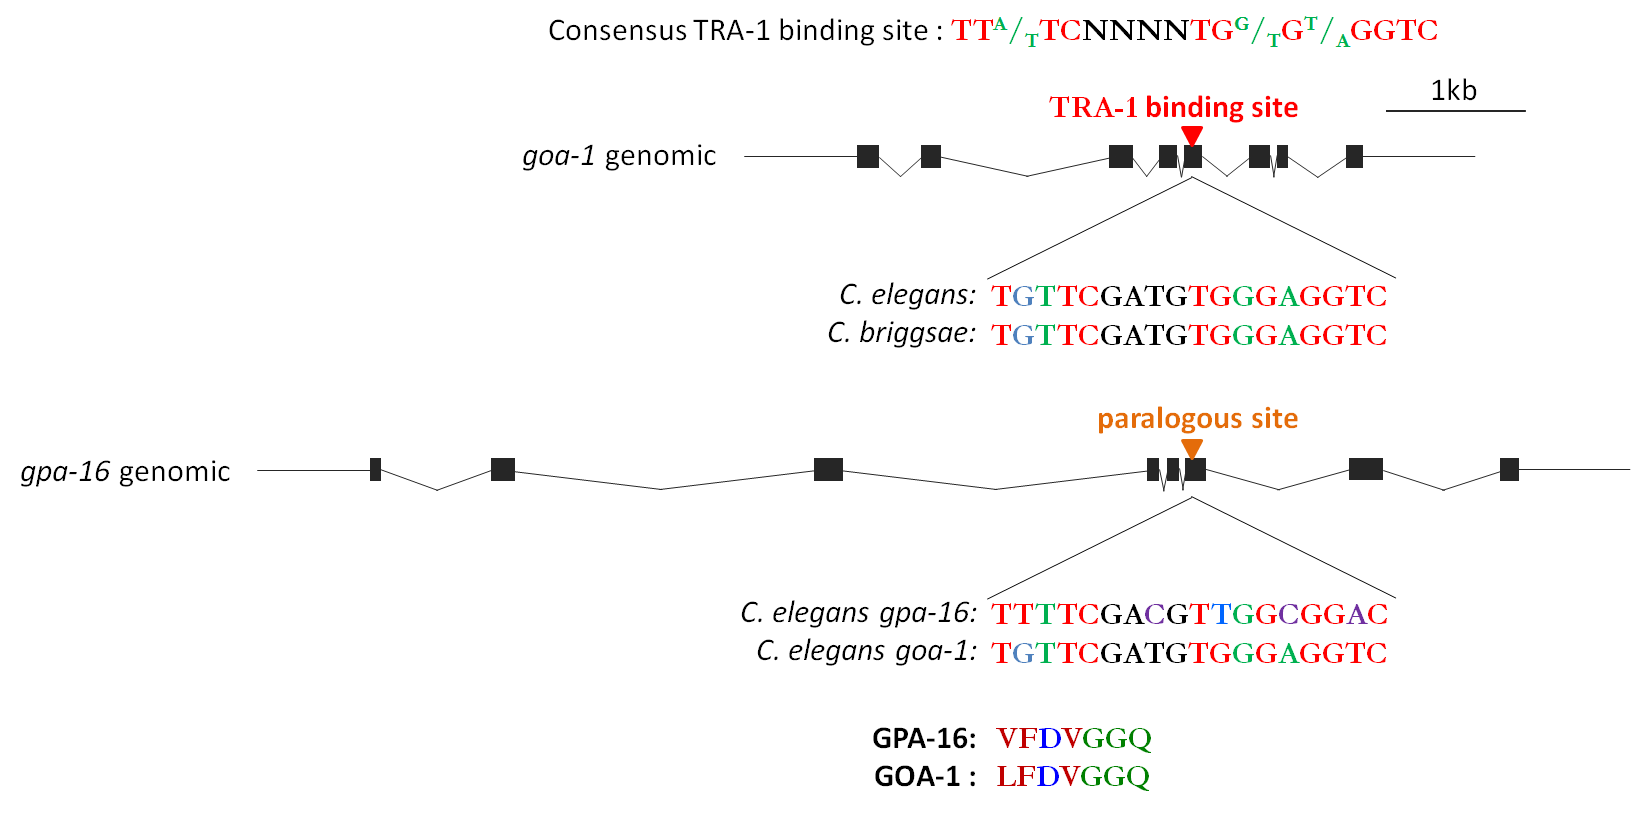 Consensus TRA-1 binding site : TTA/TTCNNNNTGG/TGT/AGGTC
1kb
TRA-1 binding site
goa-1 genomic
C. elegans: TGTTCGATGTGGGAGGTC
C. briggsae: TGTTCGATGTGGGAGGTC
paralogous site
gpa-16 genomic
C. elegans gpa-16: TTTTCGACGTTGGCGGAC
C. elegans goa-1: TGTTCGATGTGGGAGGTC
GPA-16: VFDVGGQ
GOA-1 : LFDVGGQ